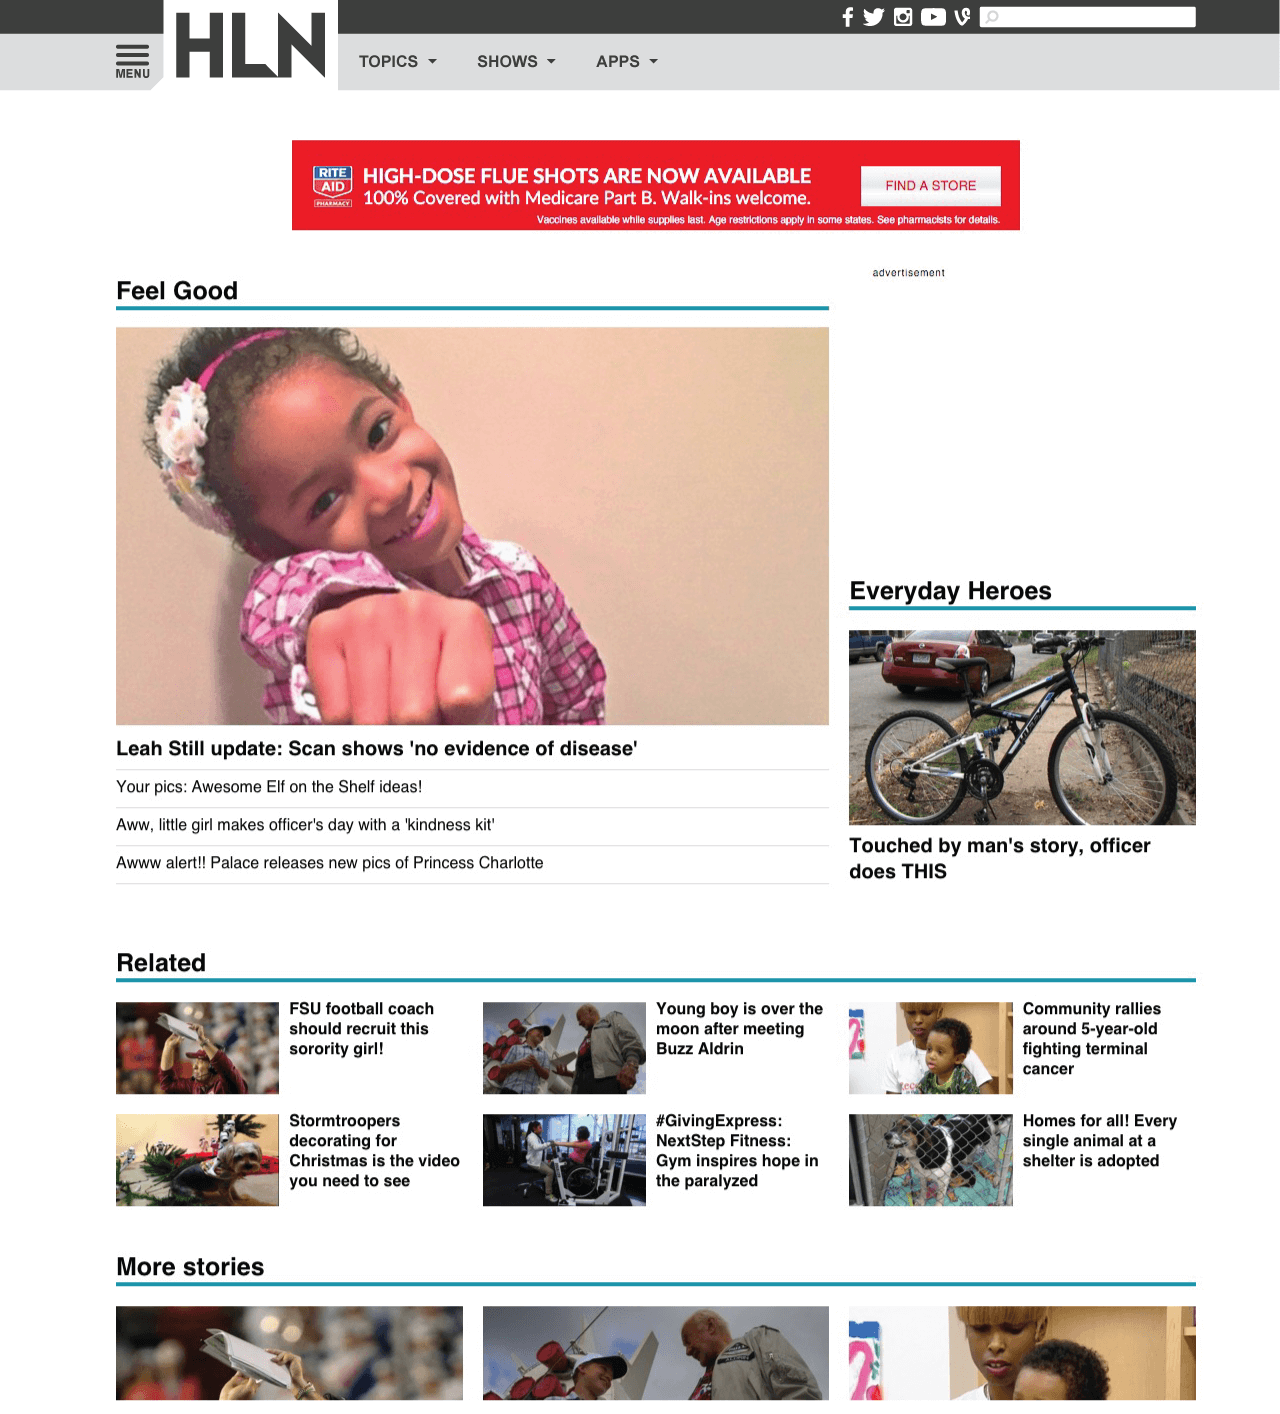 HLN
MENU
TOPICS
SHOWS
APPS
RITE
AID
PHARMACY
HIGH-DOSE FLUE SHOTS ARE NOW AVAILABLE
100% Covered with Medicare Part B. Walk-ins welcome.
Vaccines available while supplies last. Age restrictions apply in some states. See pharmacists for details.
FIND A STORE
advertisement
Feel Good
Leah Still update: Scan shows 'no evidence of disease'
Your pics: Awesome Elf on the Shelf ideas!
Aww, little girl makes officer's day with a 'kindness kit'
Awww alert!! Palace releases new pics of Princess Charlotte
Everyday Heroes
Touched by man's story, officer
does THIS
Related
FSU football coach
should recruit this
sorority girl!
Young boy is over the
moon after meeting
Buzz Aldrin
Community rallies
around 5-year-old
fighting terminal
cancer
Stormtroopers
decorating for
Christmas is the video
you need to see
#GivingExpress:
NextStep Fitness:
Gym inspires hope in
the paralyzed
Homes for all! Every
single animal at a
shelter is adopted
More stories